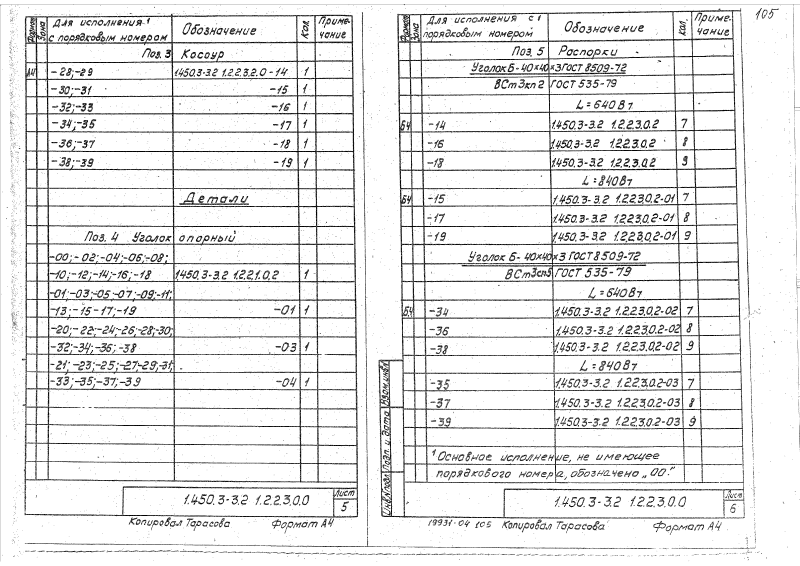 Формат Зона Для исполнения¹ с порядковым номером Обозначение Кол. Примечание
Поз. 3 Косоур
А4 -28;-29 1.450.3-3.2 1.2.2.3.2.0-14 1
-30;-31 -15 1
-32;-33 -16 1
-34;-35 -17 1
-36;-37 -18 1
-38;-39 -19 1
Детали
Поз. 4 Уголок опорный
-00;-02;-04;-06;-08;
-10;-12;-14;-16;-18 1.450.3-3.2 1.2.2.1.0.2 1
-01;-03;-05;-07;-09;-11;
-13;-15-17;-19 -01 1
-20;-22;-24;-26;-28;-30;
-32;-34;-36;-38 -03 1
-21;-23;-25;-27;-29;-31;
-33;-35;-37;-39 -04 1
1.450.3-3.2 1.2.2.3.0.0 Лист 5
Копировал Тарасова Формат А4
105
Формат Зона Для исполнения с¹ порядковым номером Обозначение Кол. Примечание
Поз. 5 Распорки
Уголок Б-40х40х3 ГОСТ 8509-72
ВСт3кп2 ГОСТ 535-79
L=640 Вт
Б4 -14 1.450.3-3.2 1.2.2.3.0.2 7
-16 1.450.3-3.2 1.2.2.3.0.2 8
-18 1.450.3-3.2 1.2.2.3.0.2 9
L=840 Вт
Б4 -15 1.450.3-3.2 1.2.2.3.0.2-01 7
-17 1.450.3-3.2 1.2.2.3.0.2-01 8
-19 1.450.3-3.2 1.2.2.3.0.2-01 9
Уголок Б-40х40х3 ГОСТ 8509-72
ВСт3сп5 ГОСТ 535-79
L=640 Вт
Б4 -34 1.450.3-3.2 1.2.2.3.0.2-02 7
-36 1.450.3-3.2 1.2.2.3.0.2-02 8
-38 1.450.3-3.2 1.2.2.3.0.2-02 9
L=840 Вт
-35 1.450.3-3.2 1.2.2.3.0.2-03 7
-37 1.450.3-3.2 1.2.2.3.0.2-03 8
-39 1.450.3-3.2 1.2.2.3.0.2-03 9
¹ Основное исполнение, не имеющее
порядкового номера, обозначено „00."
Инв.№подл. Подп. и дата Взам.инв.№
1.450.3-3.2 1.2.2.3.0.0 Лист 6
19931-04 105 Копировал Тарасова Формат А4